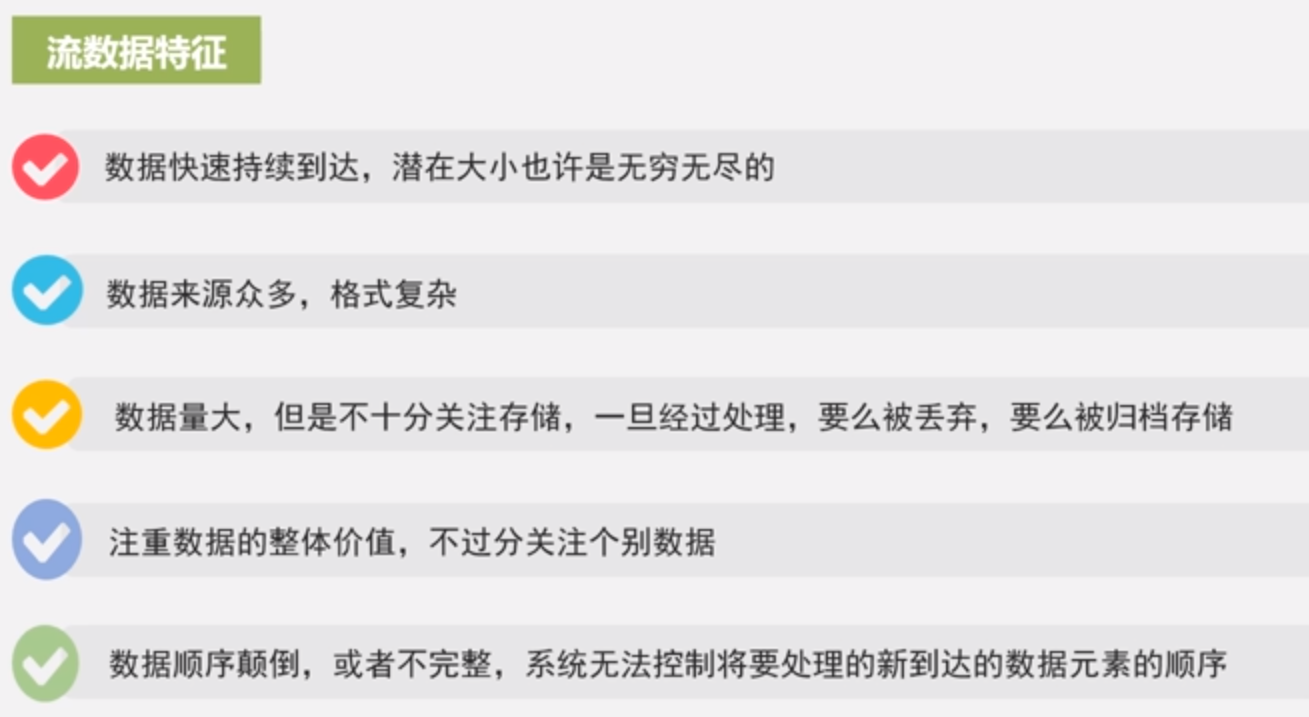 流数据特征
数据快速持续到达，潜在大小也许是无穷无尽的
数据来源众多，格式复杂
数据量大，但是不十分关注存储，一旦经过处理，要么被丢弃，要么被归档存储
注重数据的整体价值，不过分关注个别数据
数据顺序颠倒，或者不完整，系统无法控制将要处理的新到达的数据元素的顺序